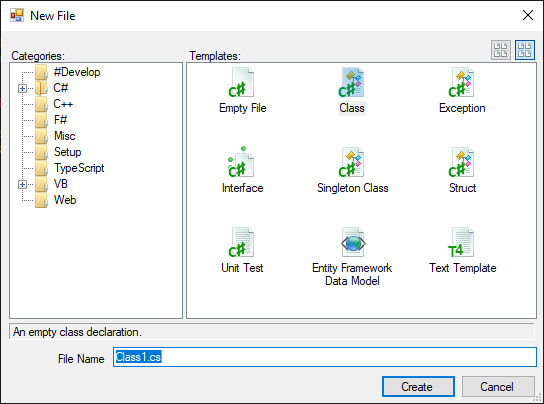 New File
Categories:
Templates:
#Develop
C#
C++
F#
Misc
Setup
TypeScript
VB
Web
C#
Empty File
C#
Class
C#
Exception
C#
Interface
C#
Singleton Class
C#
Struct
C#
Unit Test
Entity Framework
Data Model
T4
Text Template
An empty class declaration.
File Name
Class1.cs
Create
Cancel